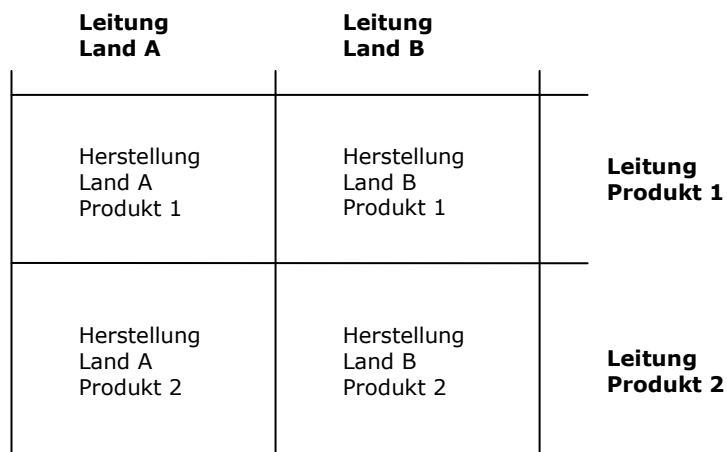 Leitung
Land A
Leitung
Land B
Herstellung
Land A
Produkt 1
Herstellung
Land B
Produkt 1
Leitung
Produkt 1
Herstellung
Land A
Produkt 2
Herstellung
Land B
Produkt 2
Leitung
Produkt 2